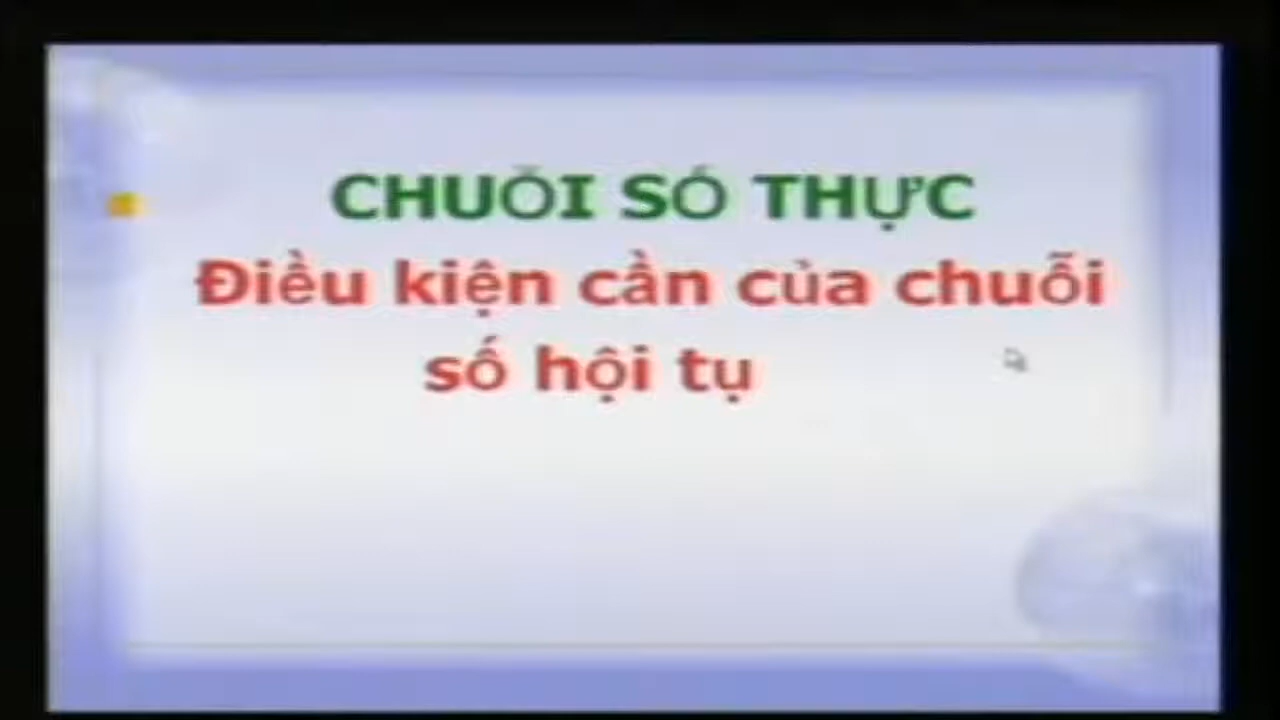 CHUỖI SỐ THỰC
Điều kiện cần của chuỗi
số hội tụ